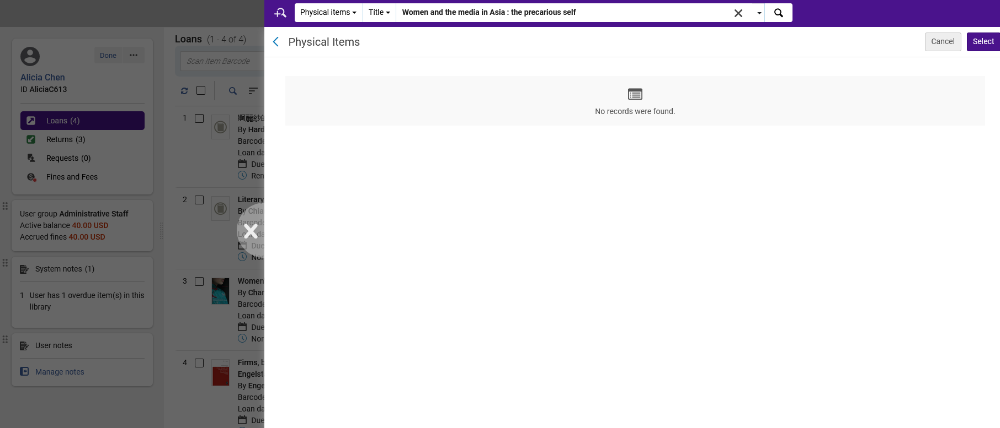 Physical items
Title
Women and the media in Asia : the precarious self
Physical Items
Cancel
Select
No records were found.
Done
Alicia Chen
ID AliciaC613
Loans (4)
Returns (3)
Requests (0)
Fines and Fees
User group Administrative Staff
Active balance 40.00 USD
Accrued fines 40.00 USD
System notes (1)
1 User has 1 overdue item(s) in this
library
User notes
Manage notes
Loans (1 - 4 of 4)
Scan Item Barcode
1
婀麗紗
By Hard
Barcode
Loan da
Due
Ren
2
Literary
By Chia
Barcode
Loan da
Due
Nor
3
Women'
By Char
Barcode
Loan da
Due
Nor
4
Firms, b
Engelst
By Enge
Barcode
Loan da
Due